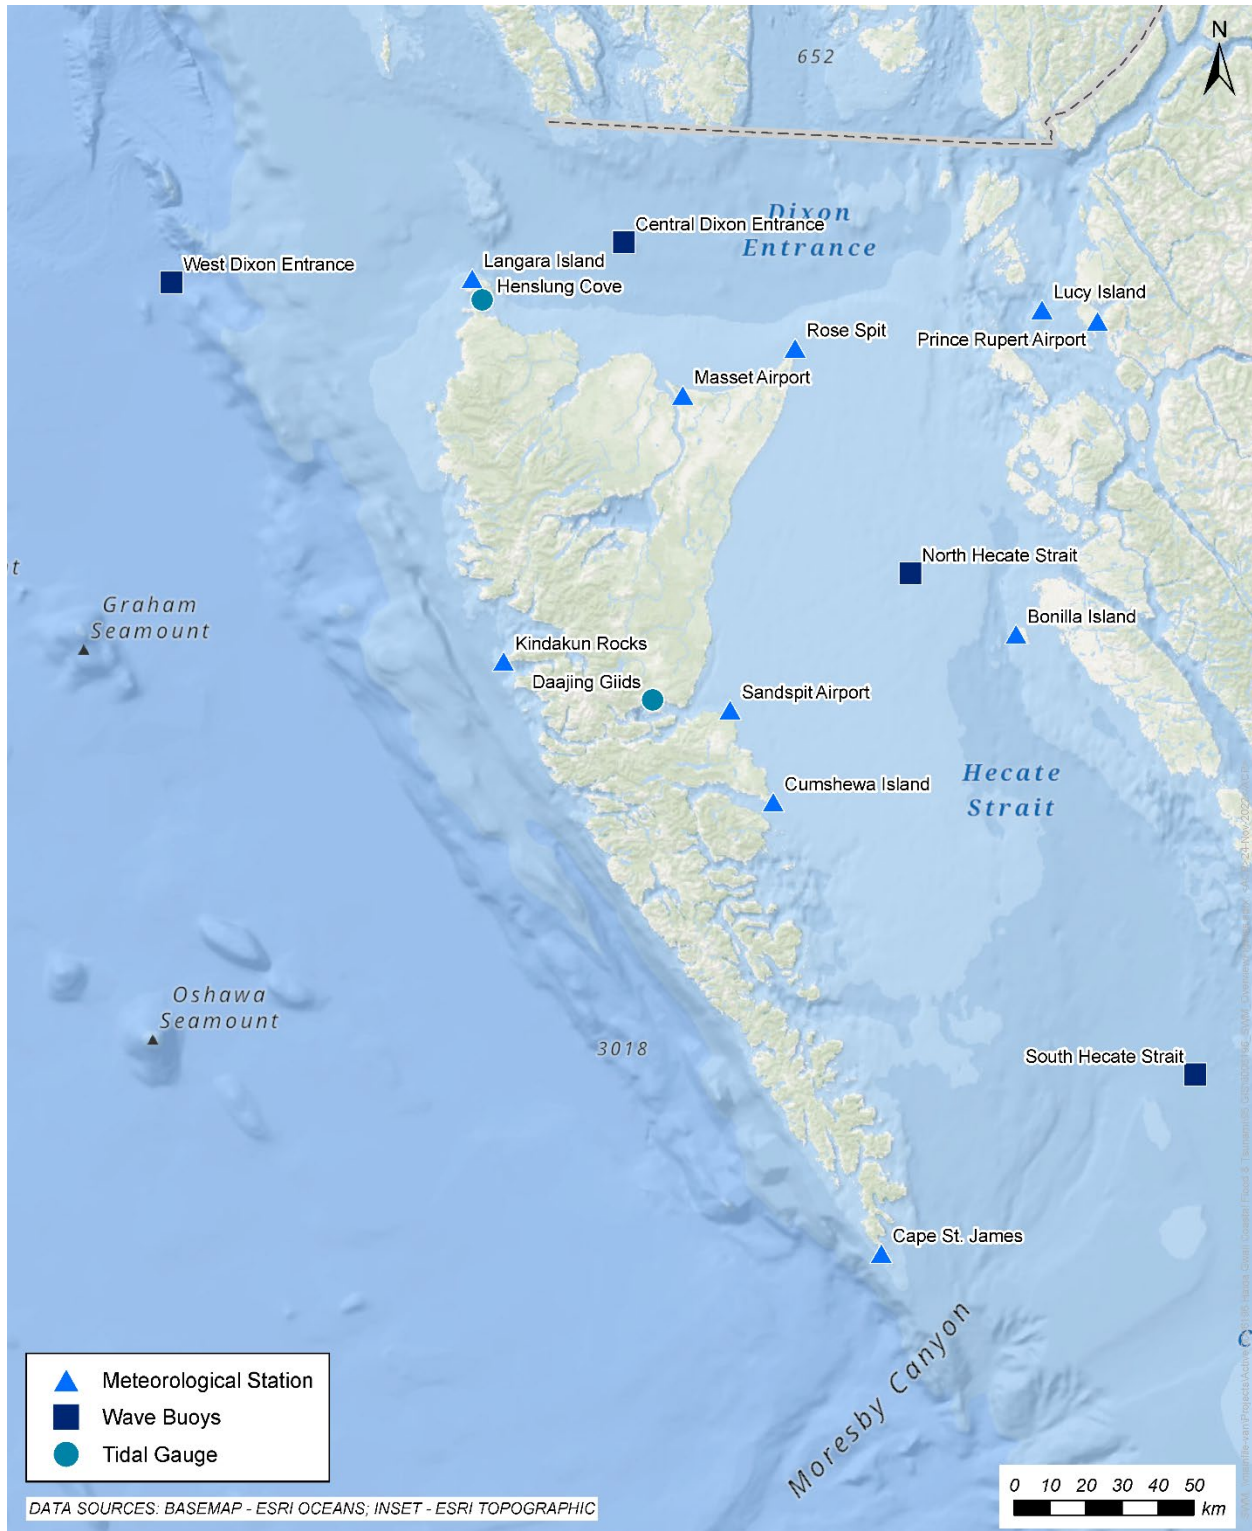 652
N
Dixon
Entrance
Central Dixon Entrance
West Dixon Entrance
Langara Island
Henslung Cove
Lucy Island
Prince Rupert Airport
Rose Spit
Masset Airport
North Hecate Strait
Graham
Seamount
Bonilla Island
Kindakun Rocks
Daajing Giids
Sandspit Airport
Hecate
Strait
Cumshewa Island
Oshawa
Seamount
3018
South Hecate Strait
Cape St. James
Moresby Canyon
Meteorological Station
Wave Buoys
Tidal Gauge
DATA SOURCES: BASEMAP - ESRI OCEANS; INSET - ESRI TOPOGRAPHIC
0 10 20 30 40 50
km